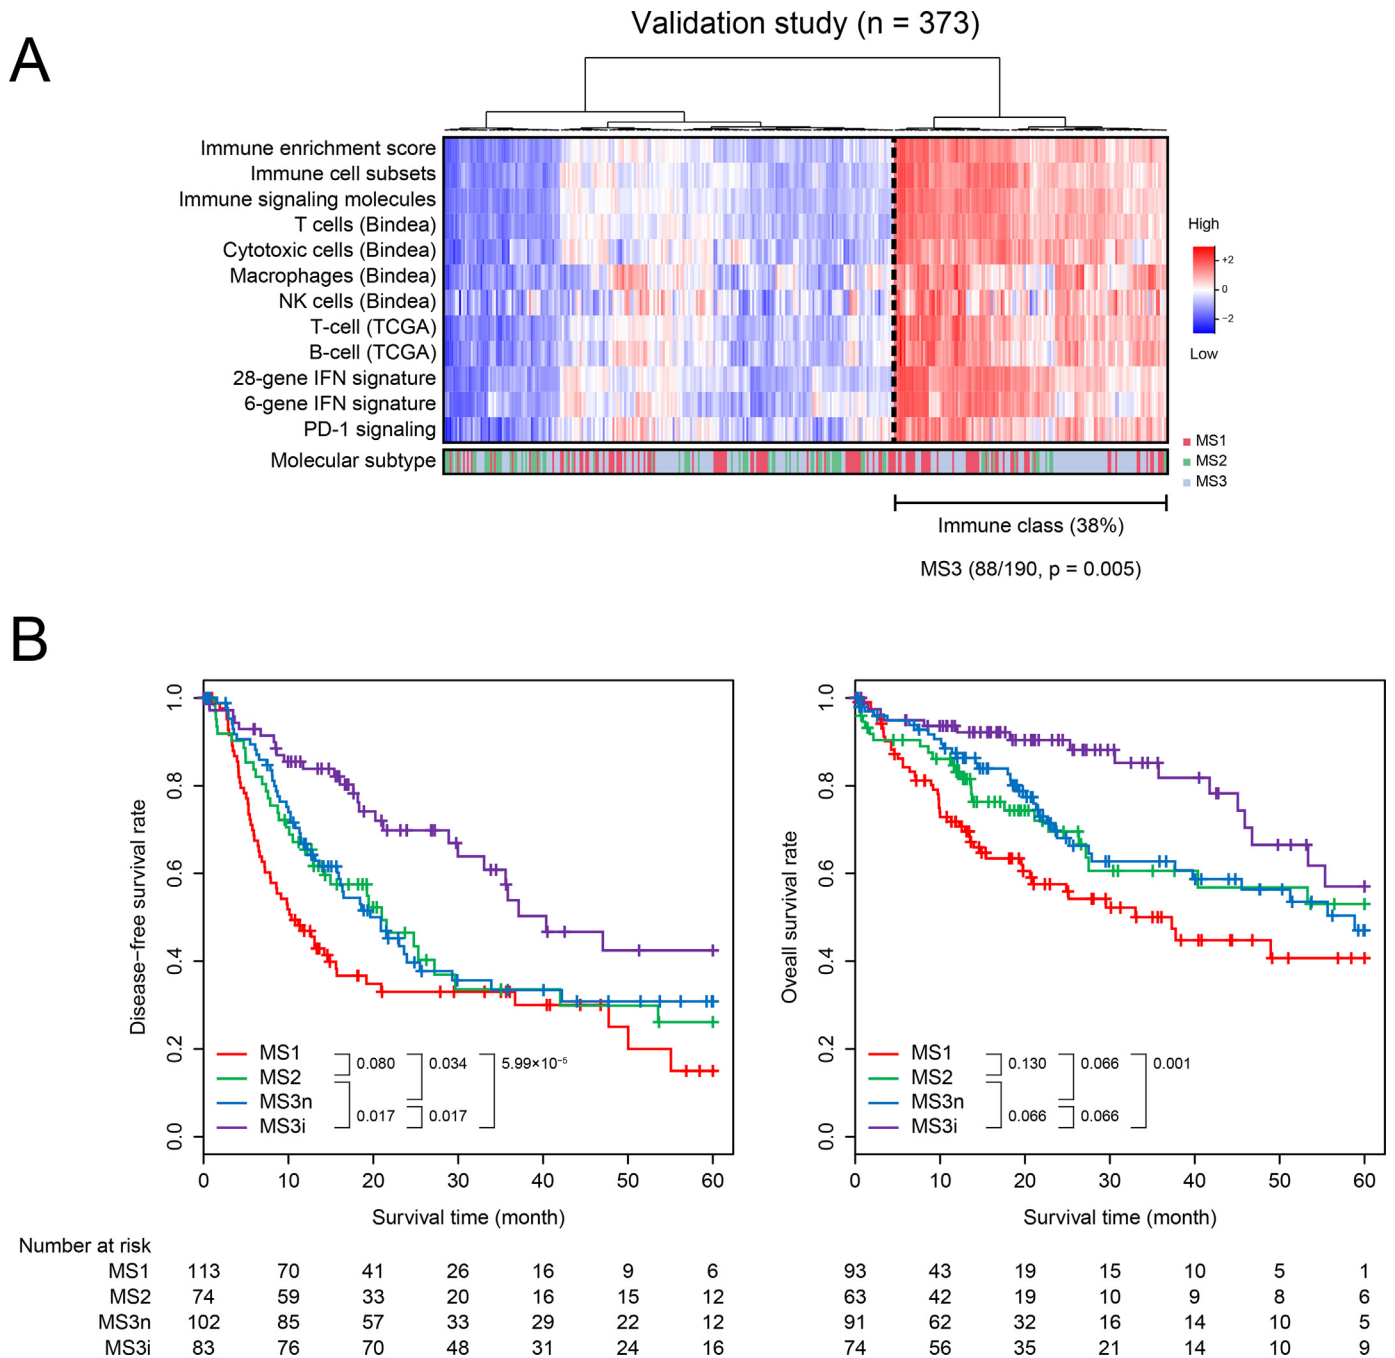 Validation study (n = 373)
A
Immune enrichment score
Immune cell subsets
Immune signaling molecules
T cells (Bindea)
Cytotoxic cells (Bindea)
Macrophages (Bindea)
NK cells (Bindea)
T-cell (TCGA)
B-cell (TCGA)
28-gene IFN signature
6-gene IFN signature
PD-1 signaling
Molecular subtype
High
+2
0
−2
Low
MS1
MS2
MS3
Immune class (38%)
MS3 (88/190, p = 0.005)
B
Disease−free survival rate
1.0
0.8
0.6
0.4
0.2
0.0
MS1
MS2
MS3n
MS3i
0.080
0.034
5.99×10⁻⁵
0.017
0.017
0 10 20 30 40 50 60
Survival time (month)
Oveall survival rate
1.0
0.8
0.6
0.4
0.2
0.0
MS1
MS2
MS3n
MS3i
0.130
0.066
0.001
0.066
0.066
0 10 20 30 40 50 60
Survival time (month)
Number at risk
MS1 113 70 41 26 16 9 6 93 43 19 15 10 5 1
MS2 74 59 33 20 16 15 12 63 42 19 10 9 8 6
MS3n 102 85 57 33 29 22 12 91 62 32 16 14 10 5
MS3i 83 76 70 48 31 24 16 74 56 35 21 14 10 9